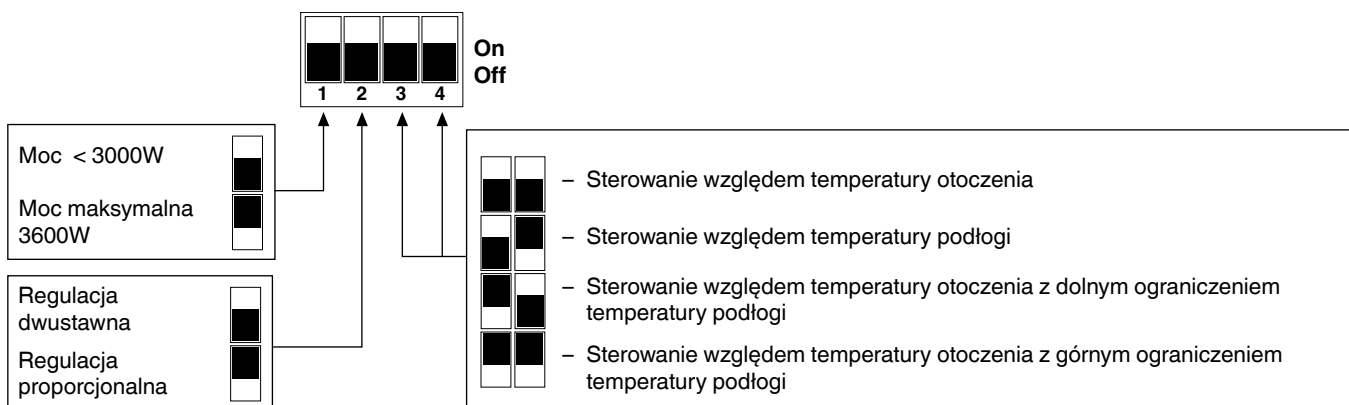 On
Off
1 2 3 4
Moc < 3000W
Moc maksymalna
3600W
Regulacja
dwustawna
Regulacja
proporcjonalna
– Sterowanie względem temperatury otoczenia
– Sterowanie względem temperatury podłogi
– Sterowanie względem temperatury otoczenia z dolnym ograniczeniem
temperatury podłogi
– Sterowanie względem temperatury otoczenia z górnym ograniczeniem
temperatury podłogi